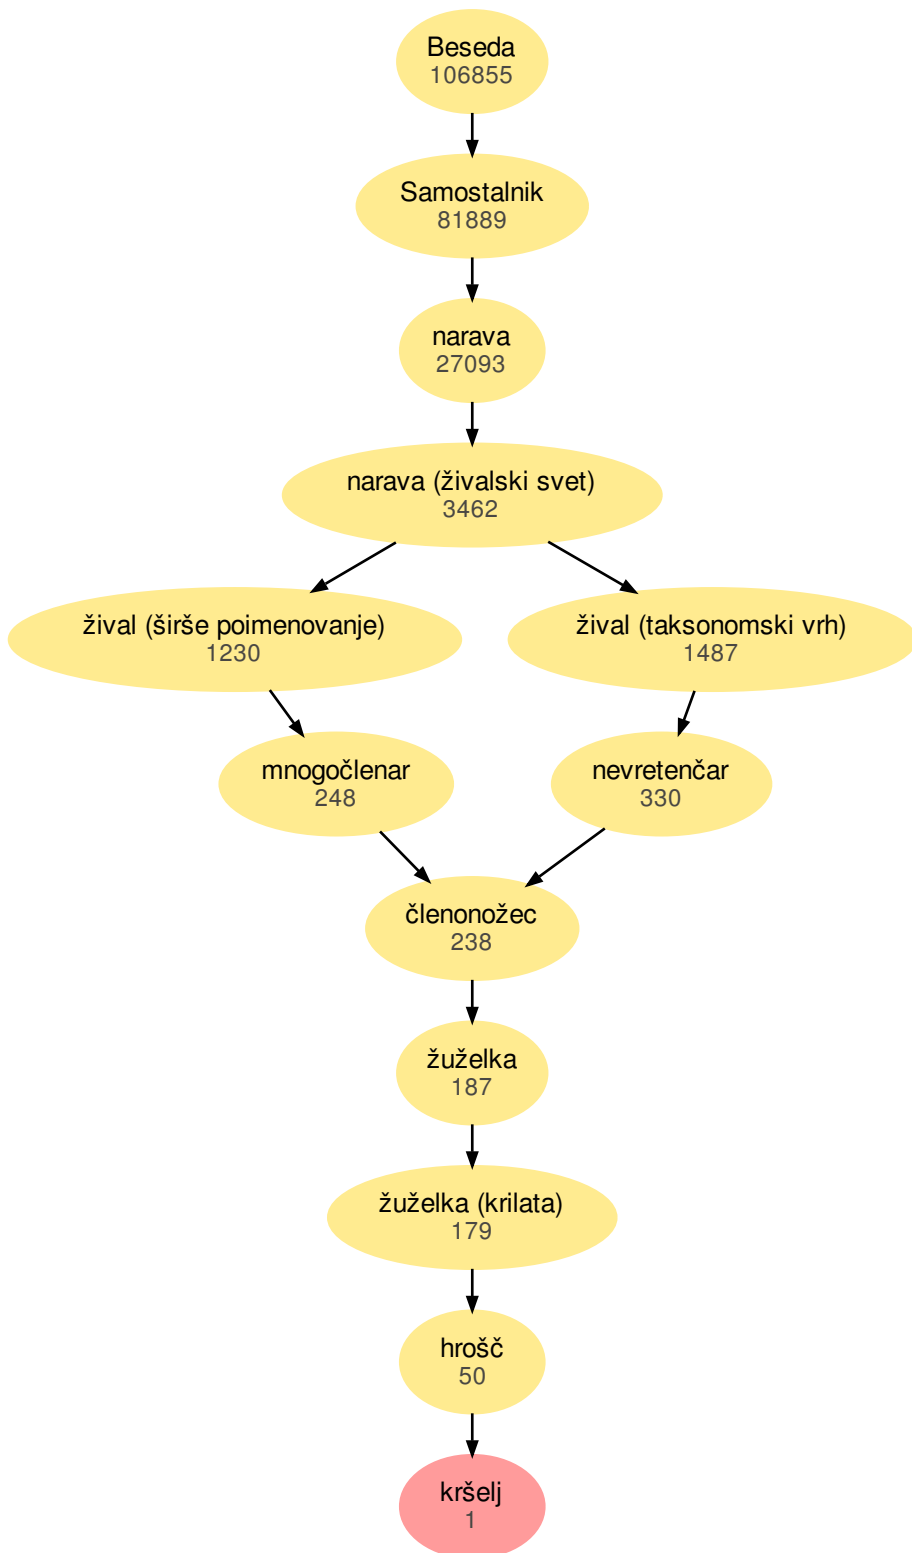 Beseda
106855
Samostalnik
81889
narava
27093
narava (živalski svet)
3462
žival (širše poimenovanje)
1230
žival (taksonomski vrh)
1487
mnogočlenar
248
nevretenčar
330
členonožec
238
žuželka
187
žuželka (krilata)
179
hrošč
50
kršelj
1